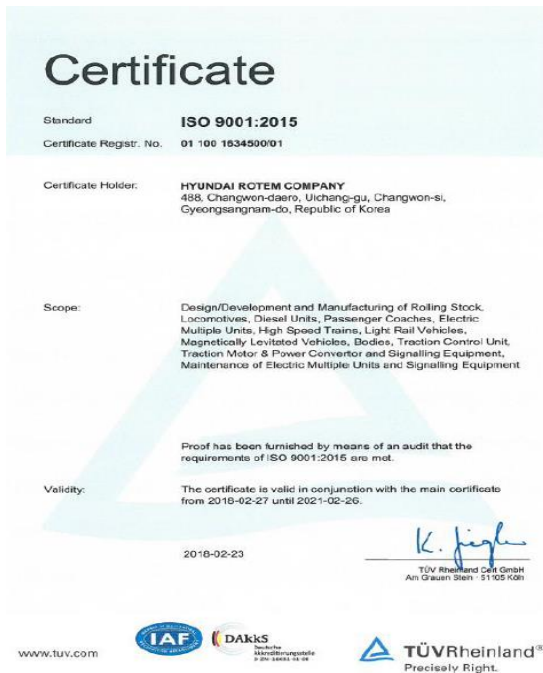 Certificate
Standard ISO 9001:2015
Certificate Registr. No. 01 100 1634500/01
Certificate Holder: HYUNDAI ROTEM COMPANY
488, Changwon-daero, Uichang-gu, Changwon-si,
Gyeongsangnam-do, Republic of Korea
Scope: Design/Development and Manufacturing of Rolling Stock,
Locomotives, Diesel Units, Passenger Coaches, Electric
Multiple Units, High Speed Trains, Light Rail Vehicles,
Magnetically Levitated Vehicles, Bodies, Traction Control Unit,
Traction Motor & Power Convertor and Signalling Equipment,
Maintenance of Electric Multiple Units and Signalling Equipment
Proof has been furnished by means of an audit that the
requirements of ISO 9001:2015 are met.
Validity: The certificate is valid in conjunction with the main certificate
from 2018-02-27 until 2021-02-26.
2018-02-23
TÜV Rheinland Cert GmbH
Am Grauen Stein · 51105 Köln
www.tuv.com
IAF
DAkkS
Deutsche
Akkreditierungsstelle
TÜVRheinland®
Precisely Right.